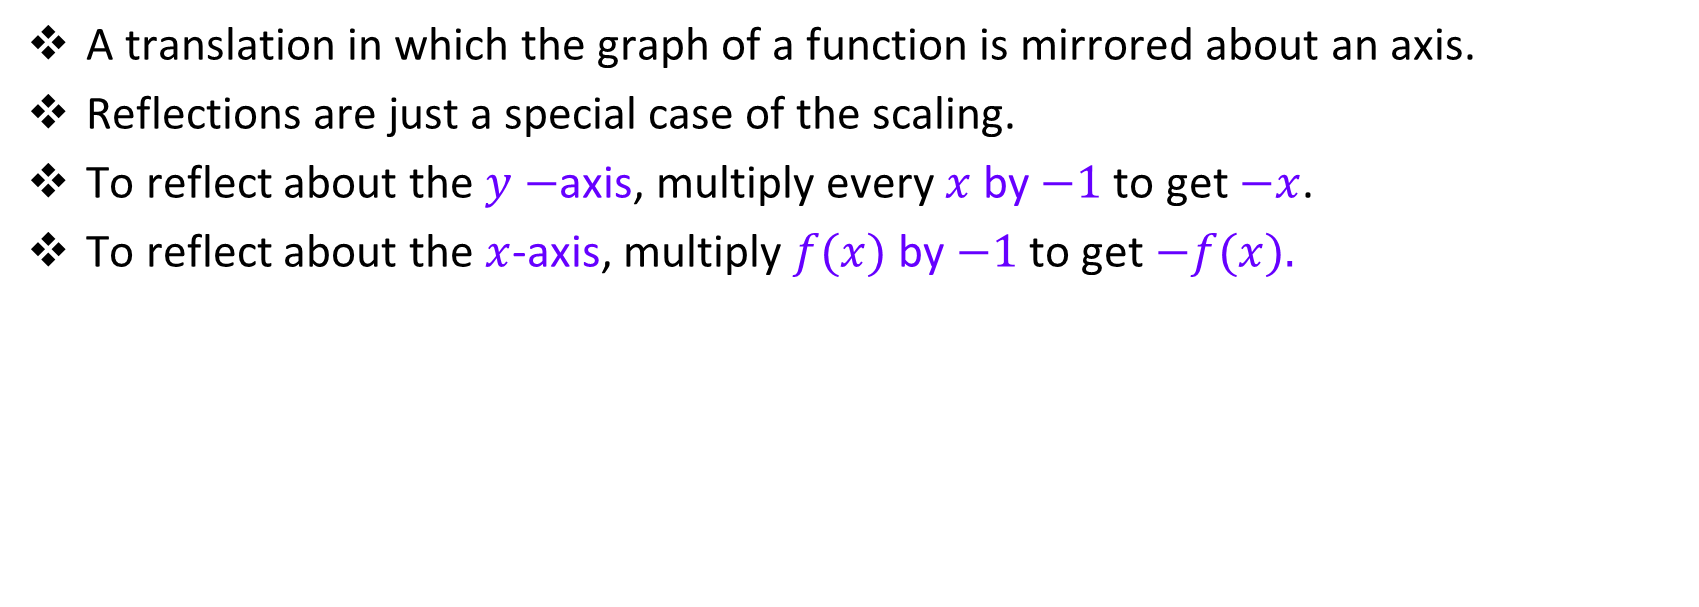 ❖ A translation in which the graph of a function is mirrored about an axis.
❖ Reflections are just a special case of the scaling.
❖ To reflect about the 𝑦 −axis, multiply every 𝑥 by −1 to get −𝑥.
❖ To reflect about the 𝑥-axis, multiply 𝑓(𝑥) by −1 to get −𝑓(𝑥).